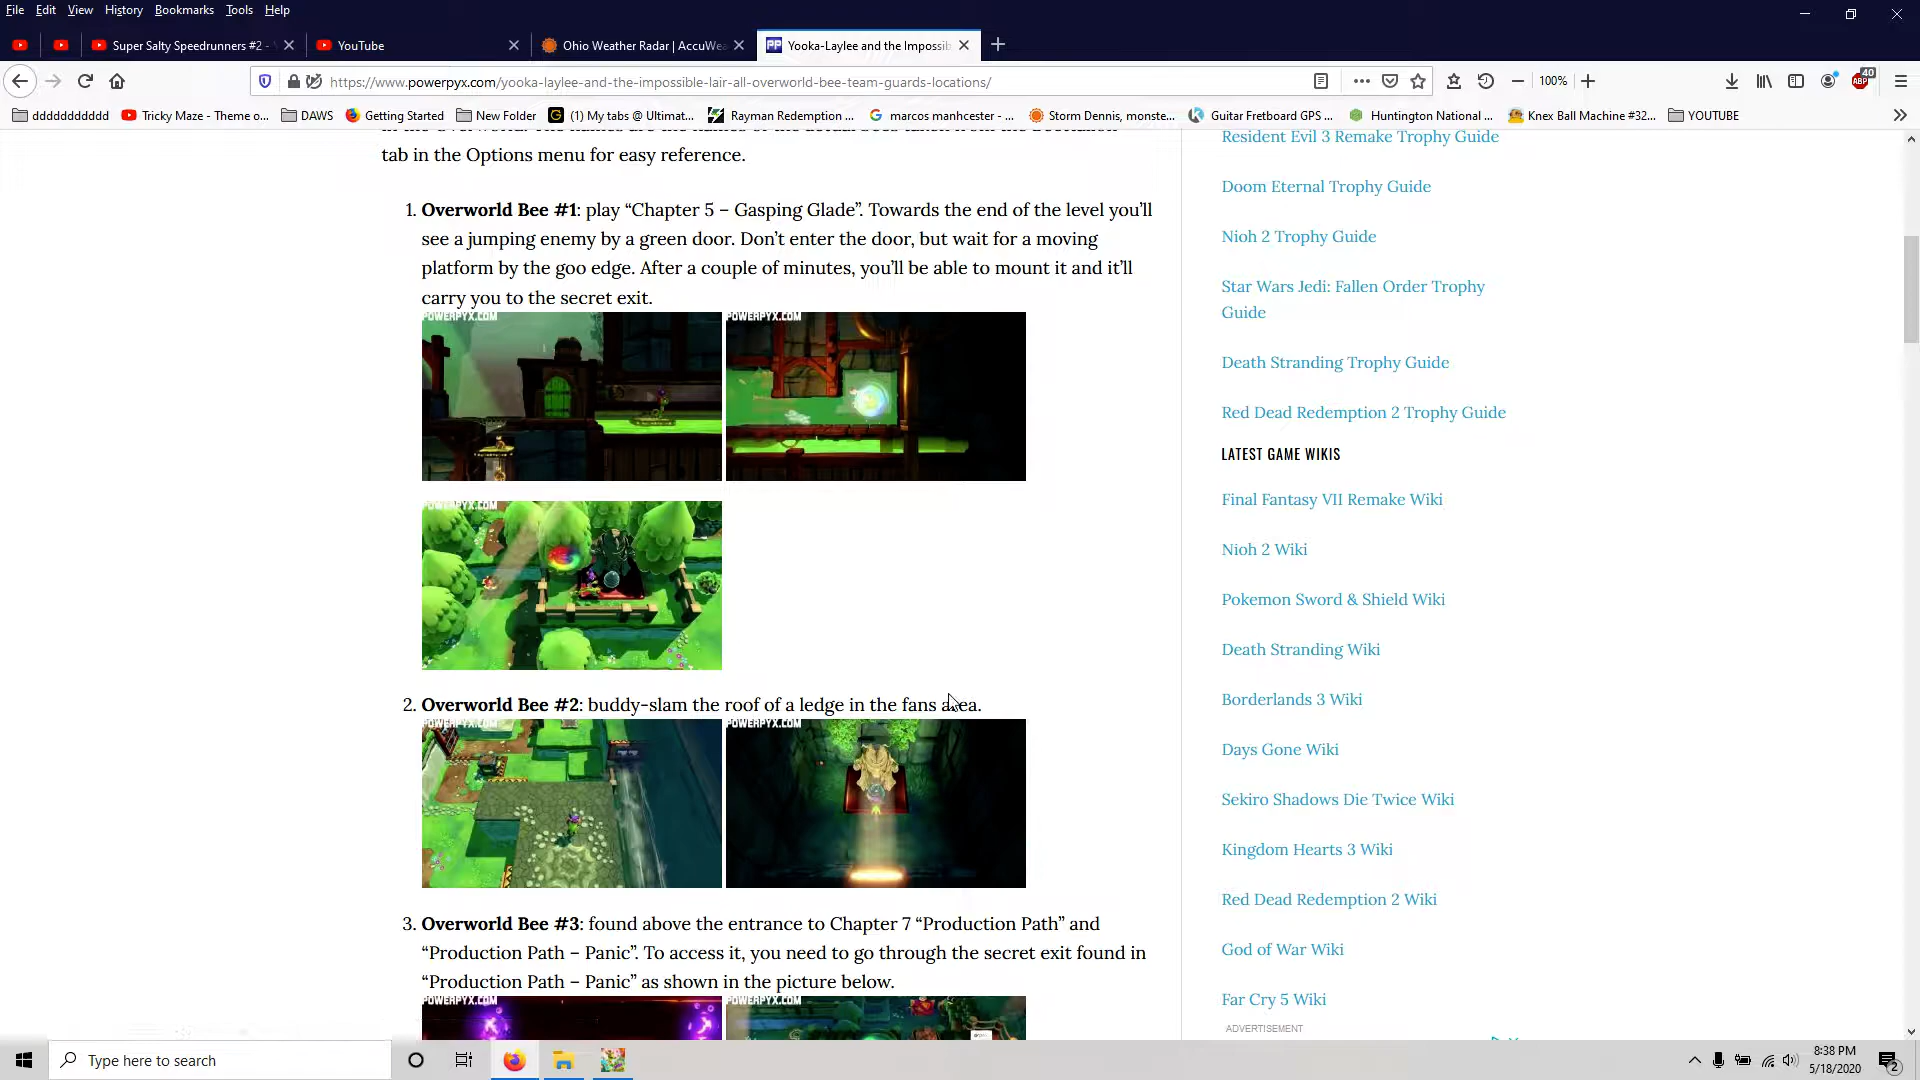 File Edit View History Bookmarks Tools Help
Super Salty Speedrunners #2 -
YouTube
Ohio Weather Radar | AccuWea
Yooka-Laylee and the Impossib
https://www.powerpyx.com/yooka-laylee-and-the-impossible-lair-all-overworld-bee-team-guards-locations/
100%
40
ABP
ddddddddddd
Tricky Maze - Theme o...
DAWS
Getting Started
New Folder
(1) My tabs @ Ultimat...
Rayman Redemption ...
marcos manhcester - ...
Storm Dennis, monste...
Guitar Fretboard GPS ...
Huntington National ...
Knex Ball Machine #32...
YOUTUBE
tab in the Options menu for easy reference.
1. Overworld Bee #1: play “Chapter 5 – Gasping Glade”. Towards the end of the level you’ll
see a jumping enemy by a green door. Don’t enter the door, but wait for a moving
platform by the goo edge. After a couple of minutes, you’ll be able to mount it and it’ll
carry you to the secret exit.
POWERPYX.COM
POWERPYX.COM
POWERPYX.COM
2. Overworld Bee #2: buddy-slam the roof of a ledge in the fans area.
POWERPYX.COM
POWERPYX.COM
3. Overworld Bee #3: found above the entrance to Chapter 7 “Production Path” and
“Production Path – Panic”. To access it, you need to go through the secret exit found in
“Production Path – Panic” as shown in the picture below.
POWERPYX.COM
POWERPYX.COM
Resident Evil 3 Remake Trophy Guide
Doom Eternal Trophy Guide
Nioh 2 Trophy Guide
Star Wars Jedi: Fallen Order Trophy
Guide
Death Stranding Trophy Guide
Red Dead Redemption 2 Trophy Guide
LATEST GAME WIKIS
Final Fantasy VII Remake Wiki
Nioh 2 Wiki
Pokemon Sword & Shield Wiki
Death Stranding Wiki
Borderlands 3 Wiki
Days Gone Wiki
Sekiro Shadows Die Twice Wiki
Kingdom Hearts 3 Wiki
Red Dead Redemption 2 Wiki
God of War Wiki
Far Cry 5 Wiki
ADVERTISEMENT
Type here to search
8:38 PM
5/18/2020
2